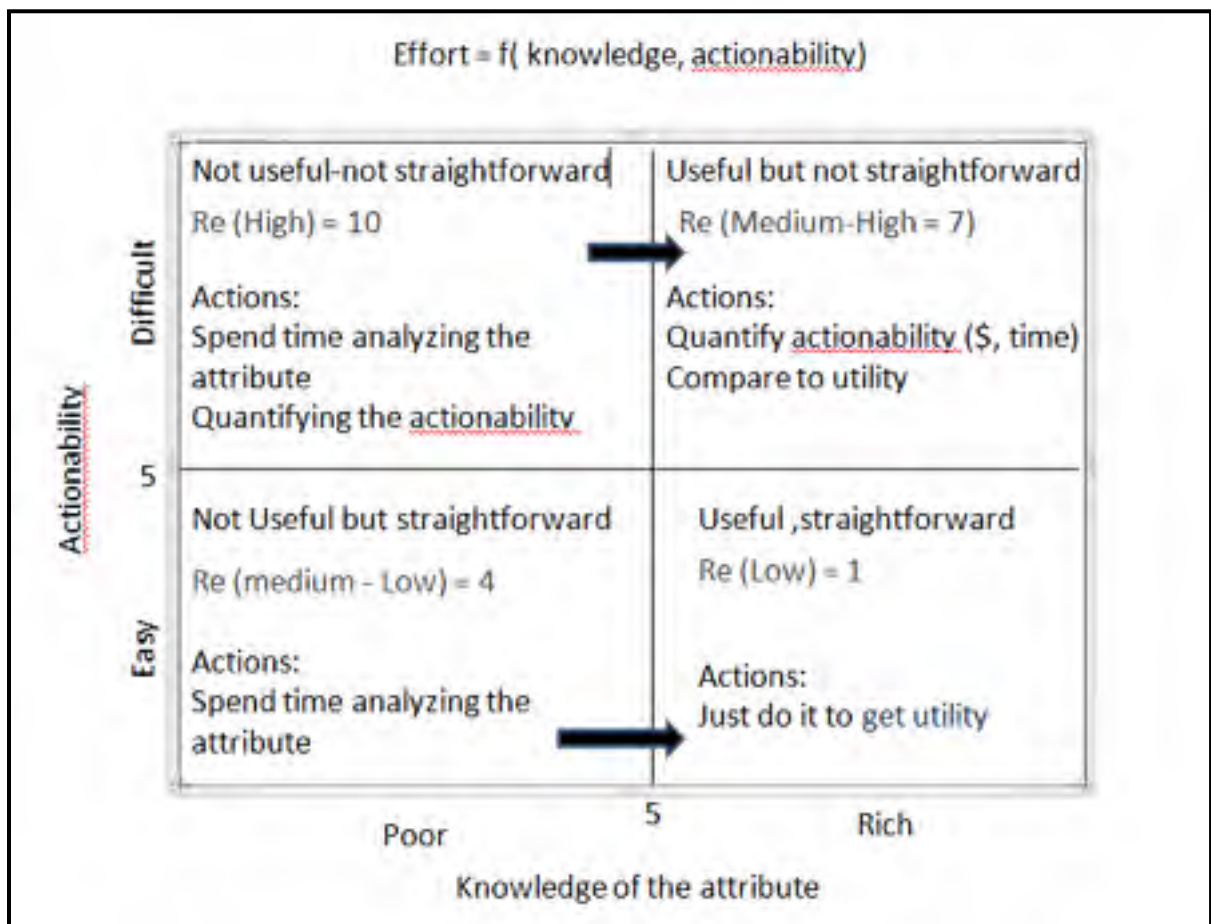 Effort = f( knowledge, actionability)
Not useful-not straightforward
Re (High) = 10
Actions:
Spend time analyzing the
attribute
Quantifying the actionability
Useful but not straightforward
Re (Medium-High = 7)
Actions:
Quantify actionability ($, time)
Compare to utility
Difficult
Actionability
5
Easy
Not Useful but straightforward
Re (medium - Low) = 4
Actions:
Spend time analyzing the
attribute
Useful ,straightforward
Re (Low) = 1
Actions:
Just do it to get utility
Poor
5
Rich
Knowledge of the attribute